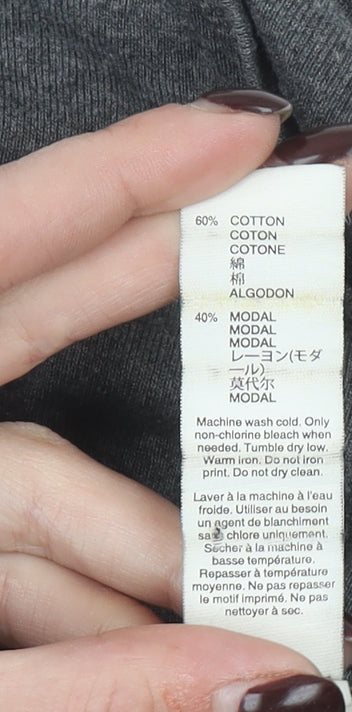 60% COTTON
COTON
COTONE
綿
棉
ALGODON
40% MODAL
MODAL
MODAL
レーヨン(モダ
ール)
莫代尔
MODAL
Machine wash cold. Only
non-chlorine bleach when
needed. Tumble dry low.
Warm iron. Do not iron
print. Do not dry clean.
Laver à la machine à l'eau
froide. Utiliser au besoin
un agent de blanchiment
sans chlore uniquement.
Sécher à la machine à
basse température.
Repasser à température
moyenne. Ne pas repasser
le motif imprimé. Ne pas
nettoyer à sec.